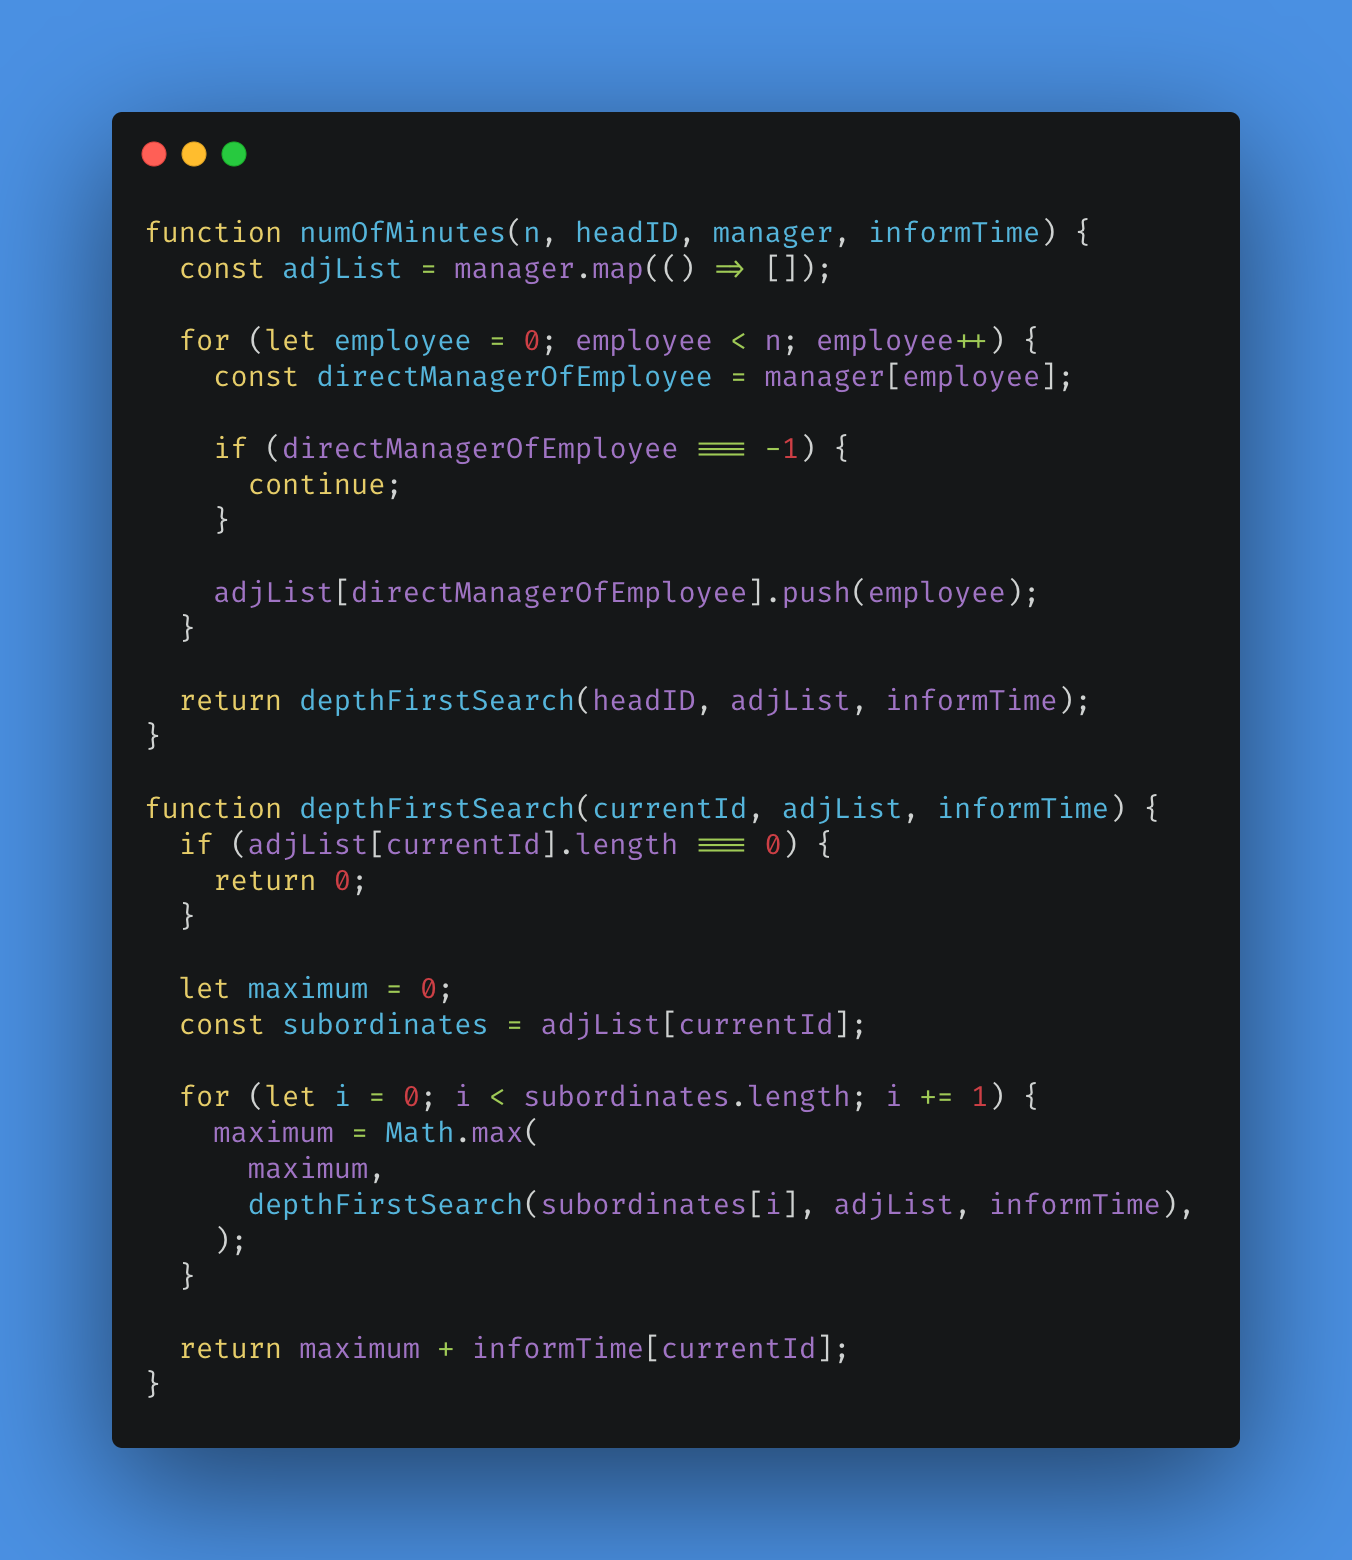 function numOfMinutes(n, headID, manager, informTime) {
  const adjList = manager.map(() => []);

  for (let employee = 0; employee < n; employee++) {
    const directManagerOfEmployee = manager[employee];

    if (directManagerOfEmployee === -1) {
      continue;
    }

    adjList[directManagerOfEmployee].push(employee);
  }

  return depthFirstSearch(headID, adjList, informTime);
}

function depthFirstSearch(currentId, adjList, informTime) {
  if (adjList[currentId].length === 0) {
    return 0;
  }

  let maximum = 0;
  const subordinates = adjList[currentId];

  for (let i = 0; i < subordinates.length; i += 1) {
    maximum = Math.max(
      maximum,
      depthFirstSearch(subordinates[i], adjList, informTime),
    );
  }

  return maximum + informTime[currentId];
}